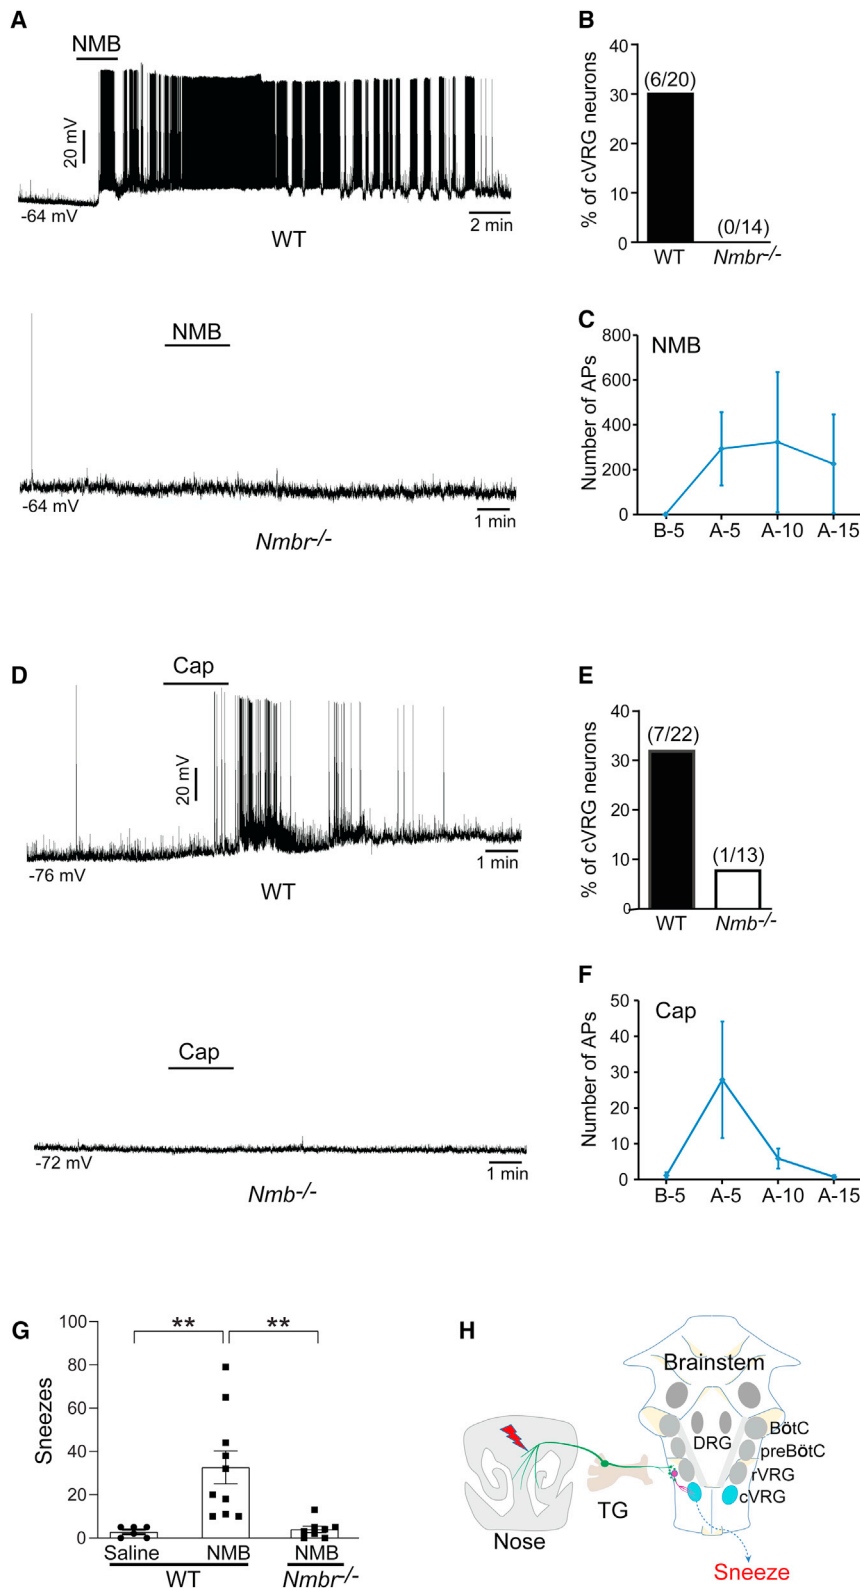 A
NMB
20 mV
-64 mV
2 min
WT
NMB
-64 mV
1 min
Nmbr-/-
B
% of cVRG neurons
40
30
20
10
0
(6/20)
(0/14)
WT
Nmbr-/-
C
NMB
Number of APs
800
600
400
200
0
B-5 A-5 A-10 A-15
D
Cap
20 mV
-76 mV
1 min
WT
Cap
-72 mV
1 min
Nmb-/-
E
% of cVRG neurons
40
30
20
10
0
(7/22)
(1/13)
WT
Nmb-/-
F
Cap
Number of APs
50
40
30
20
10
0
B-5 A-5 A-10 A-15
G
Sneezes
100
80
60
40
20
0
** **
Saline NMB NMB
WT Nmbr-/-
H
Brainstem
BötC
DRG
preBötC
rVRG
cVRG
TG
Nose
Sneeze